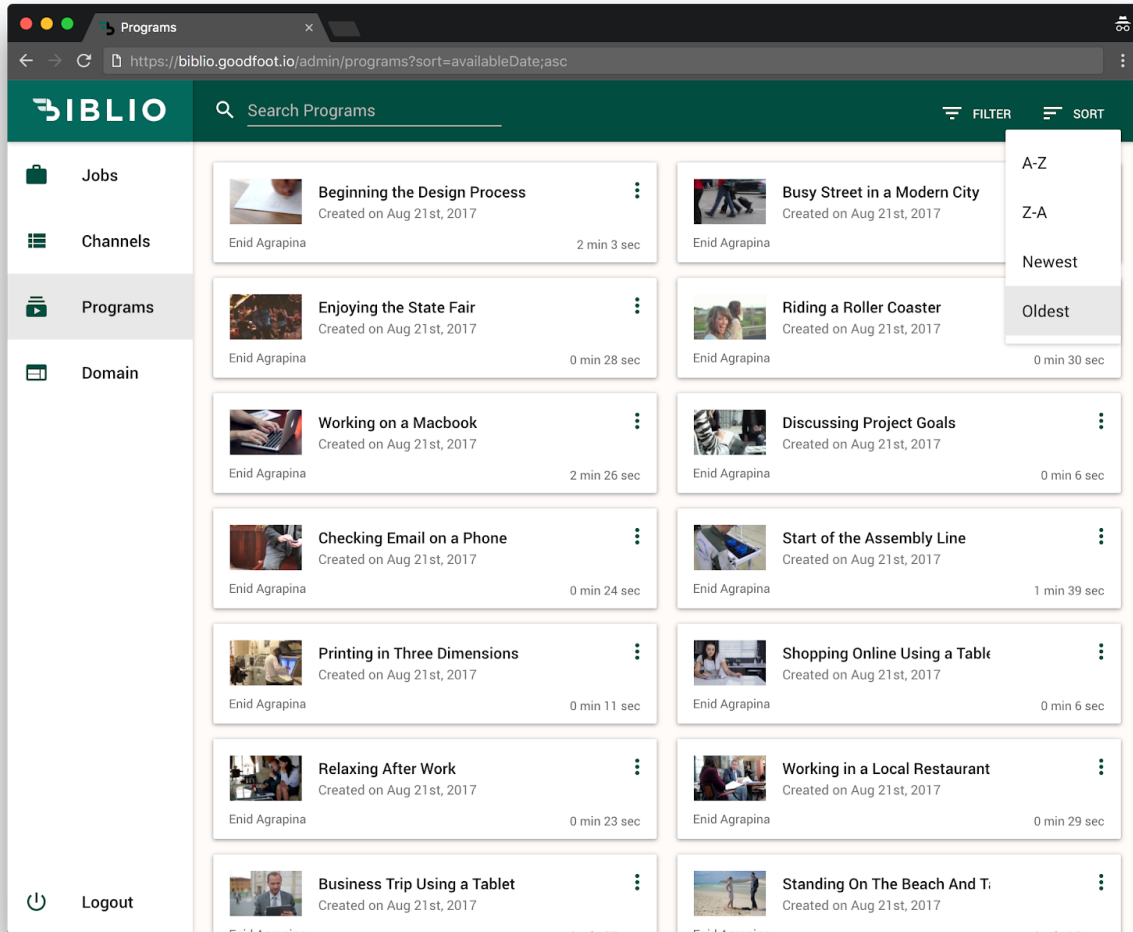 Programs
https://biblio.goodfoot.io/admin/programs?sort=availableDate;asc
BIBLIO
Search Programs
FILTER
SORT
A-Z
Z-A
Newest
Oldest
Jobs
Channels
Programs
Domain
Logout
Beginning the Design Process
Created on Aug 21st, 2017
Enid Agrapina
2 min 3 sec
Busy Street in a Modern City
Created on Aug 21st, 2017
Enid Agrapina
Enjoying the State Fair
Created on Aug 21st, 2017
Enid Agrapina
0 min 28 sec
Riding a Roller Coaster
Created on Aug 21st, 2017
Enid Agrapina
0 min 30 sec
Working on a Macbook
Created on Aug 21st, 2017
Enid Agrapina
2 min 26 sec
Discussing Project Goals
Created on Aug 21st, 2017
Enid Agrapina
0 min 6 sec
Checking Email on a Phone
Created on Aug 21st, 2017
Enid Agrapina
0 min 24 sec
Start of the Assembly Line
Created on Aug 21st, 2017
Enid Agrapina
1 min 39 sec
Printing in Three Dimensions
Created on Aug 21st, 2017
Enid Agrapina
0 min 11 sec
Shopping Online Using a Table
Created on Aug 21st, 2017
Enid Agrapina
0 min 6 sec
Relaxing After Work
Created on Aug 21st, 2017
Enid Agrapina
0 min 23 sec
Working in a Local Restaurant
Created on Aug 21st, 2017
Enid Agrapina
0 min 29 sec
Business Trip Using a Tablet
Created on Aug 21st, 2017
Standing On The Beach And
Created on Aug 21st, 2017